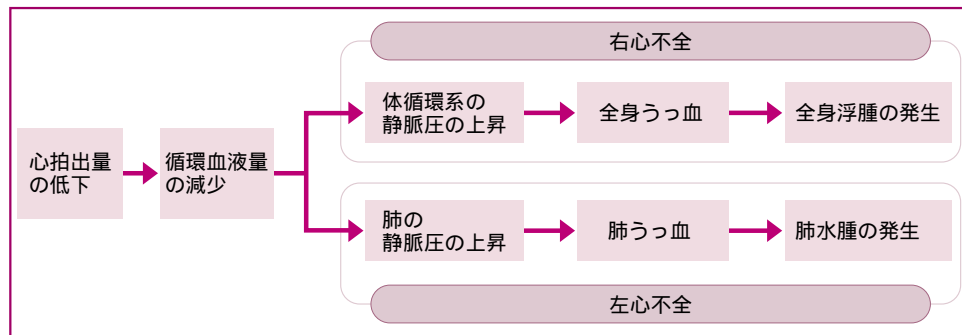 右心不全
体循環系の
静脈圧の上昇
全身うっ血
全身浮腫の発生
心拍出量
の低下
循環血液量
の減少
肺の
静脈圧の上昇
肺うっ血
肺水腫の発生
左心不全